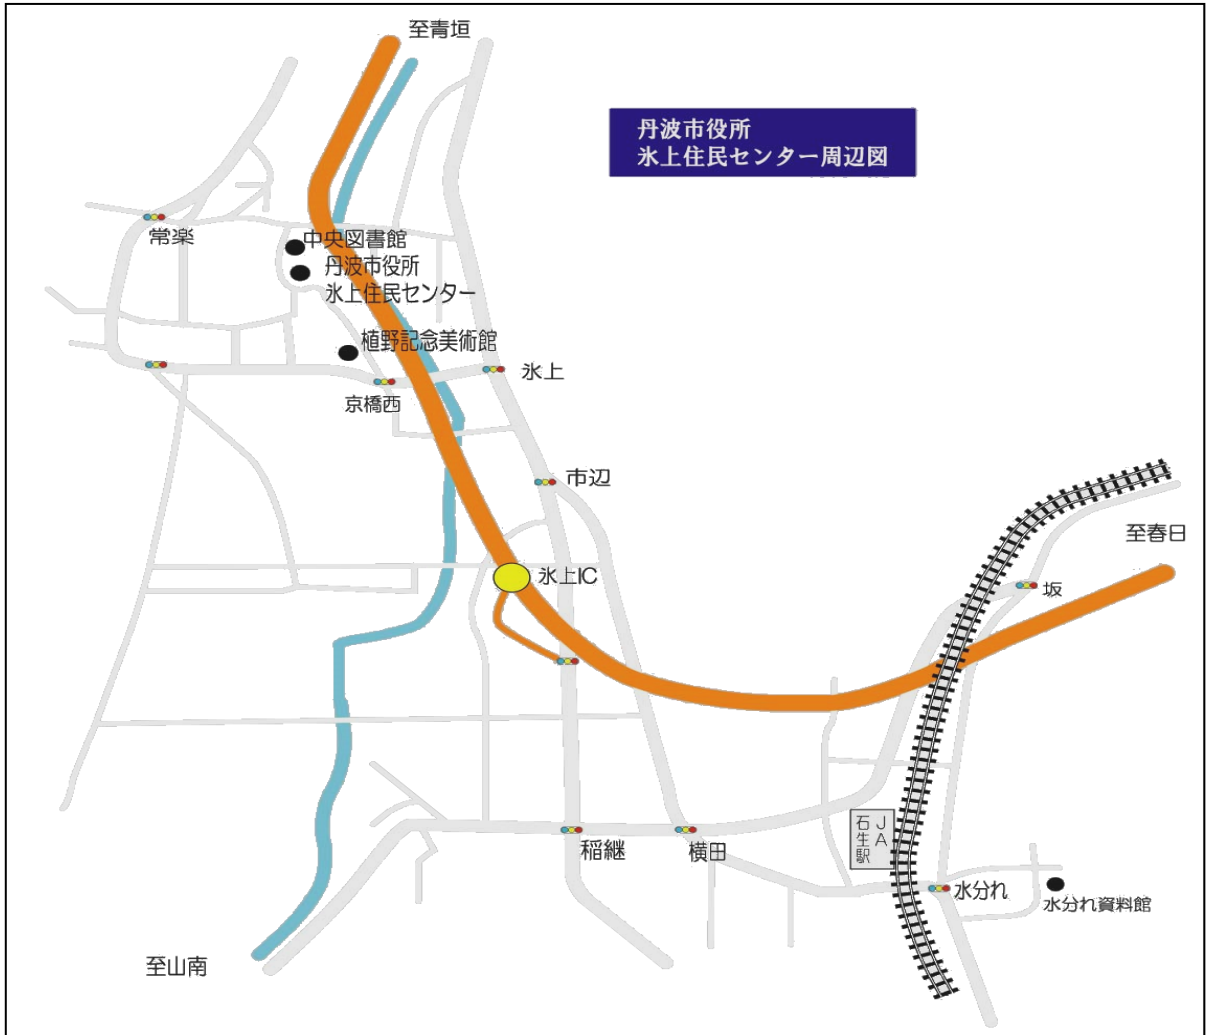 至青垣
丹波市役所
氷上住民センター周辺図
常楽
中央図書館
丹波市役所
氷上住民センター
植野記念美術館
氷上
京橋西
市辺
至春日
氷上IC
坂
JA
石生駅
稲継
横田
水分れ
水分れ資料館
至山南